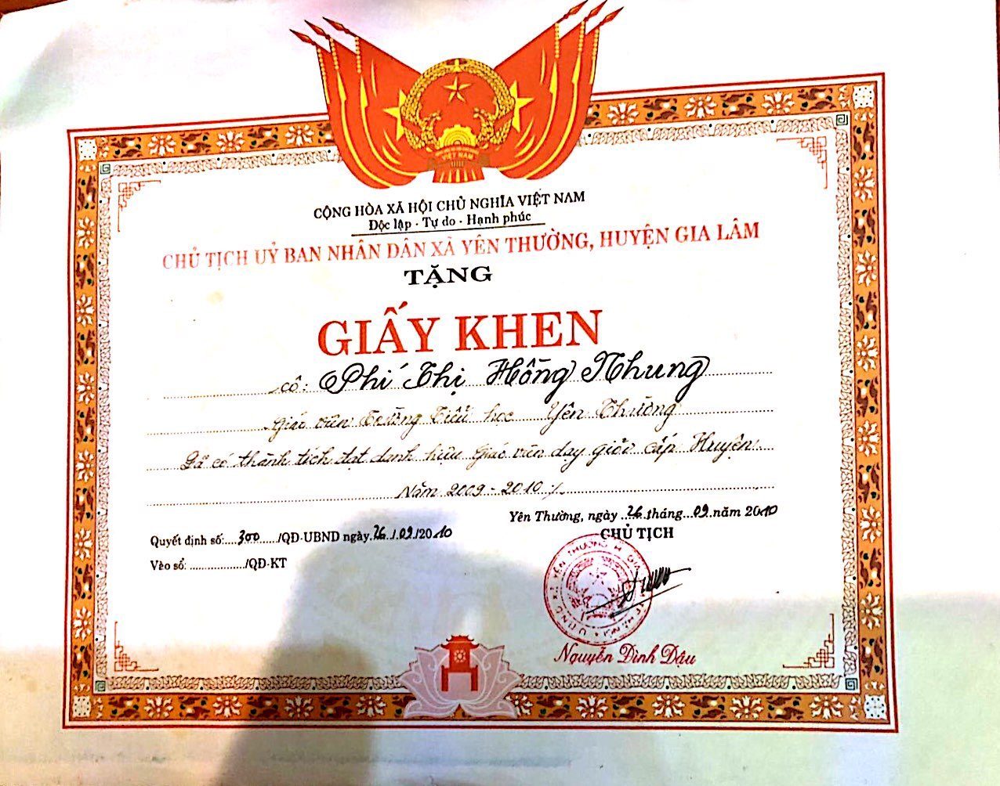 VIỆT NAM
CỘNG HÒA XÃ HỘI CHỦ NGHĨA VIỆT NAM
Độc lập - Tự do - Hạnh phúc
CHỦ TỊCH UỶ BAN NHÂN DÂN XÃ YÊN THƯỜNG, HUYỆN GIA LÂM
TẶNG
GIẤY KHEN
cô: Phí Thị Hồng Nhung
Giáo viên Trường Tiểu học Yên Thường
Đã có thành tích đạt danh hiệu Giáo viên dạy giỏi cấp Huyện
Năm 2009 - 2010 ./.
Yên Thường, ngày 26 tháng 09 năm 2010
Quyết định số: 300 /QĐ-UBND ngày 26/09/2010
CHỦ TỊCH
Vèo sổ: ................../QĐ-KT
Nguyễn Đình Dậu